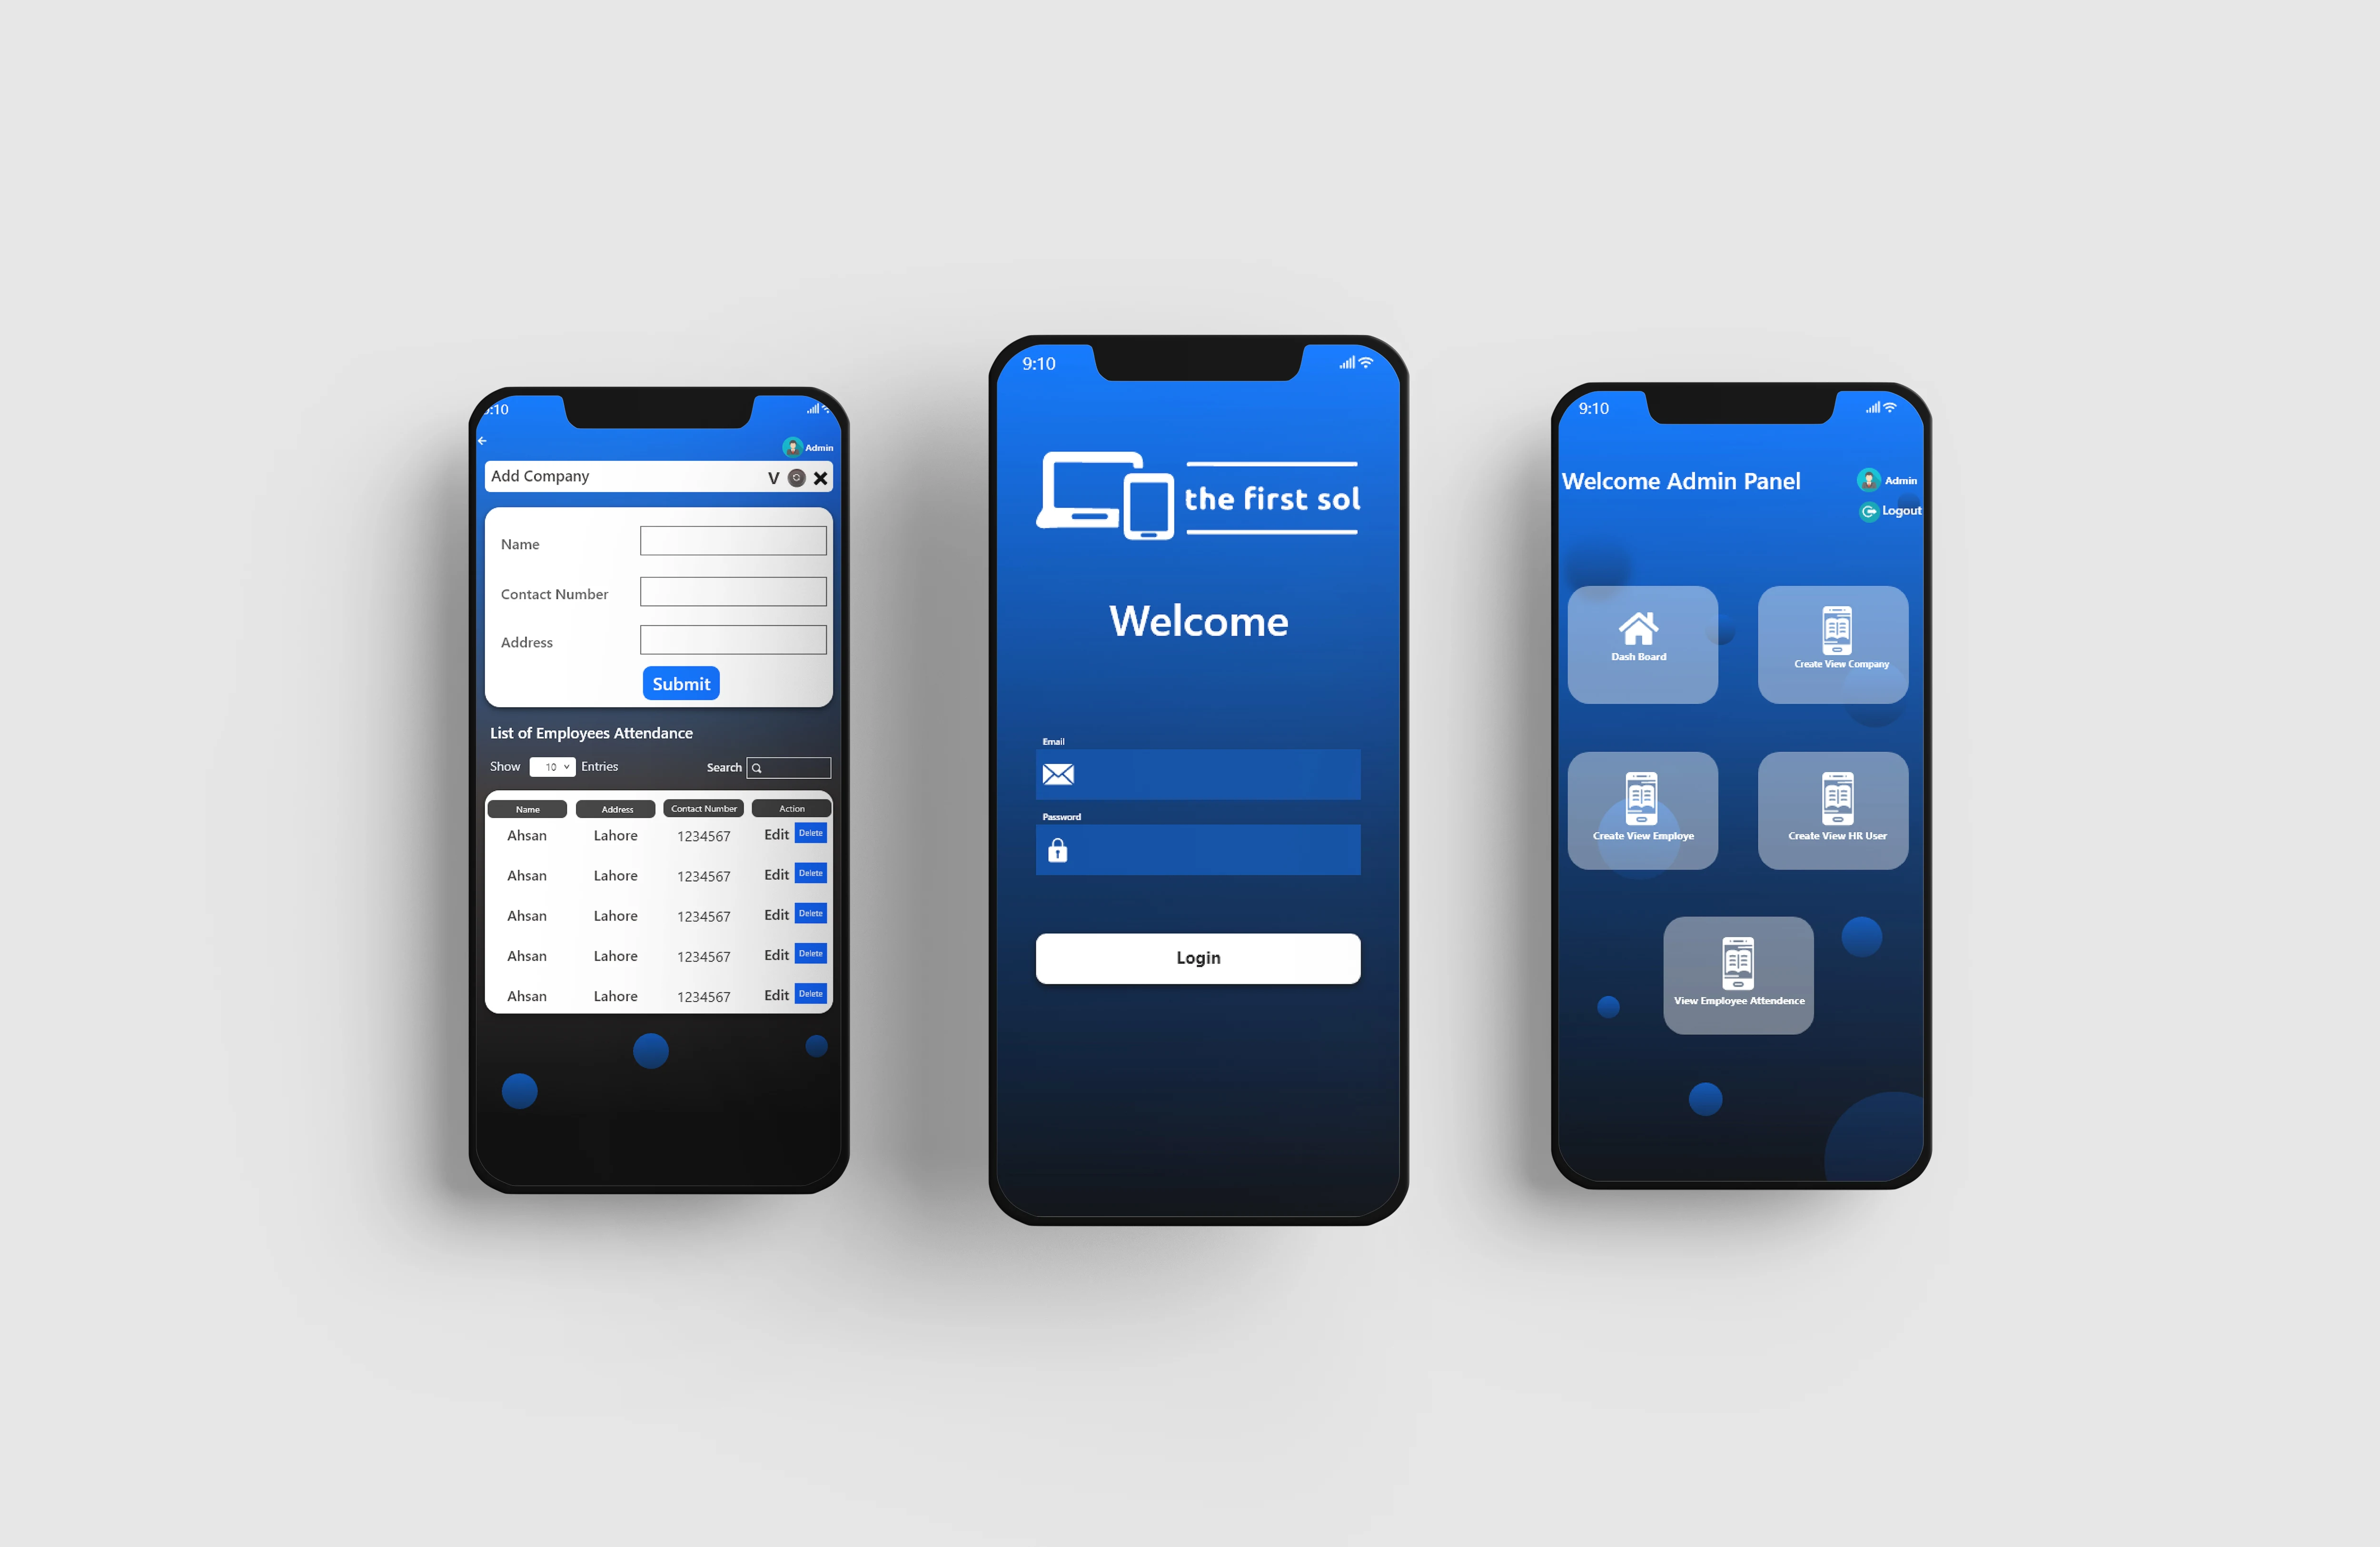 9:10
Admin
Add Company
V
Name
Contact Number
Address
Submit
List of Employees Attendance
Show 10 Entries Search
Name Address Contact Number Action
Ahsan Lahore 1234567 Edit Delete
Ahsan Lahore 1234567 Edit Delete
Ahsan Lahore 1234567 Edit Delete
Ahsan Lahore 1234567 Edit Delete
Ahsan Lahore 1234567 Edit Delete
9:10
the first sol
Welcome
Email
Password
Login
9:10
Welcome Admin Panel Admin
Logout
Dash Board
Create View Company
Create View Employe
Create View HR User
View Employee Attendence